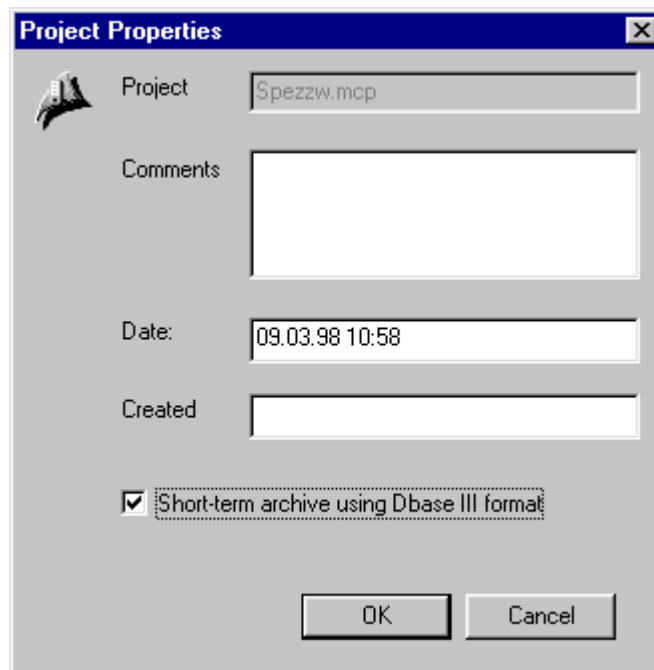 Project Properties
Project
Spezzw.mcp
Comments
Date:
09.03.98 10:58
Created
Short-term archive using Dbase III format
OK
Cancel